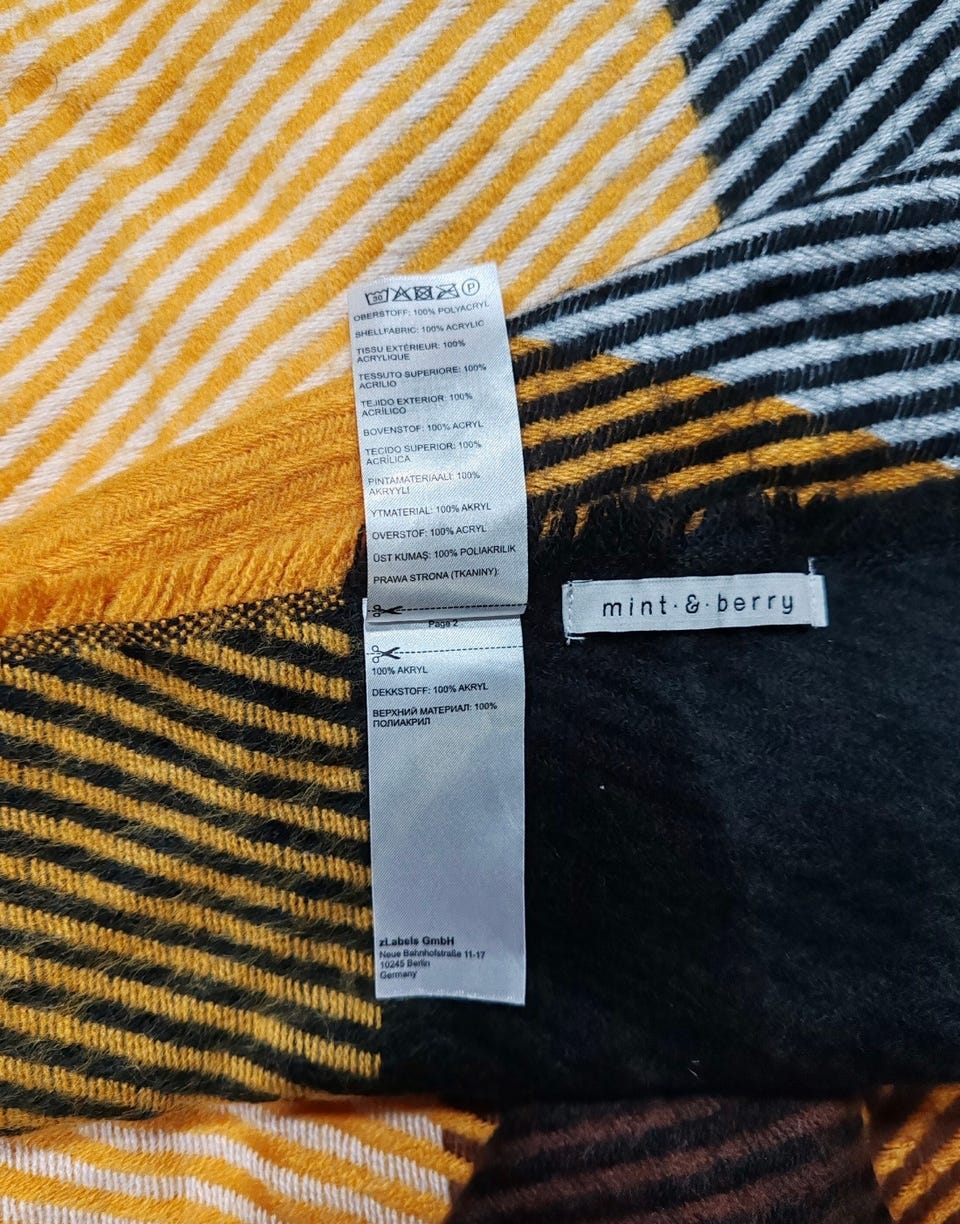 30 P
OBERSTOFF: 100% POLYACRYL
SHELLFABRIC: 100% ACRYLIC
TISSU EXTÉRIEUR: 100%
ACRYLIQUE
TESSUTO SUPERIORE: 100%
ACRILIO
TEJIDO EXTERIOR: 100%
ACRÍLICO
BOVENSTOF: 100% ACRYL
TECIDO SUPERIOR: 100%
ACRÍLICA
PINTAMATERIAALI: 100%
AKRYYLI
YTMATERIAL: 100% AKRYL
OVERSTOF: 100% ACRYL
ÜST KUMAŞ: 100% POLIAKRILIK
PRAWA STRONA (TKANINY):
Page 2
100% AKRYL
DEKKSTOFF: 100% AKRYL
ВЕРХНИЙ МАТЕРИАЛ: 100%
ПОЛИАКРИЛ
zLabels GmbH
Neue Bahnhofstraße 11-17
10245 Berlin
Germany
mint·&·berry